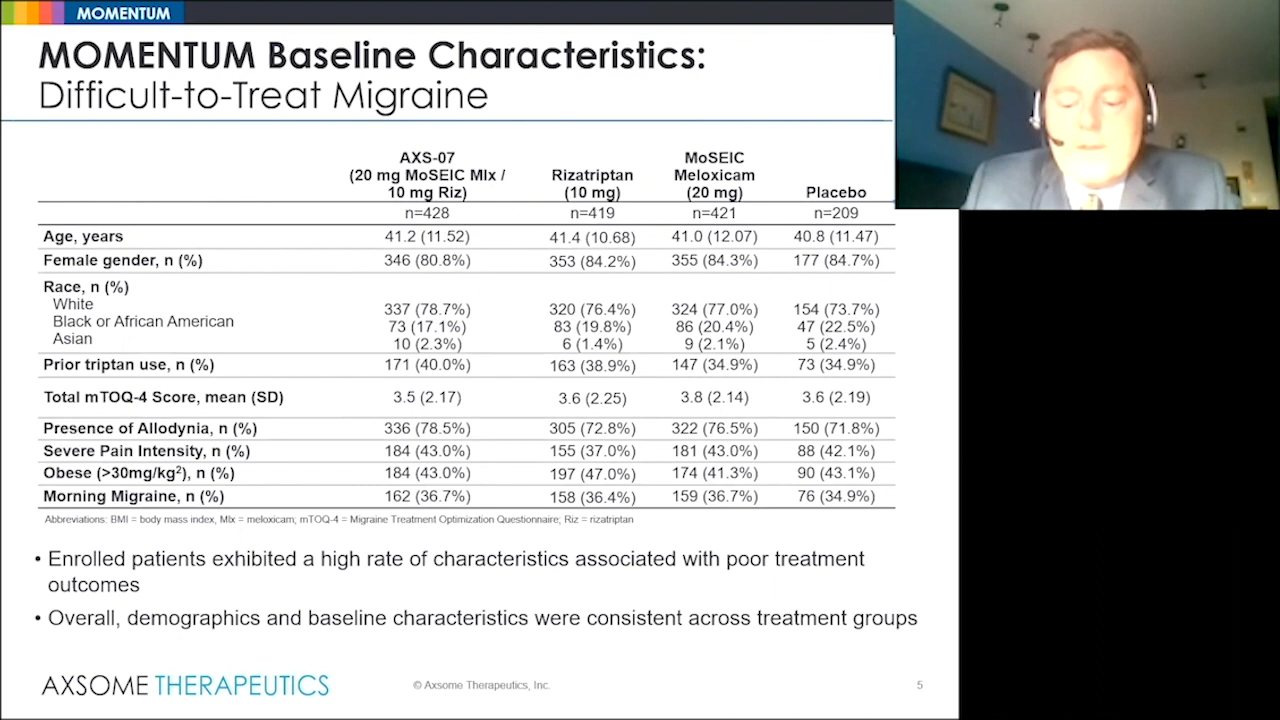 MOMENTUM
MOMENTUM Baseline Characteristics:
Difficult-to-Treat Migraine
AXS-07 (20 mg MoSEIC Mlx / 10 mg Riz) Rizatriptan (10 mg) MoSEIC Meloxicam (20 mg) Placebo
n=428 n=419 n=421 n=209
Age, years 41.2 (11.52) 41.4 (10.68) 41.0 (12.07) 40.8 (11.47)
Female gender, n (%) 346 (80.8%) 353 (84.2%) 355 (84.3%) 177 (84.7%)
Race, n (%)
White 337 (78.7%) 320 (76.4%) 324 (77.0%) 154 (73.7%)
Black or African American 73 (17.1%) 83 (19.8%) 86 (20.4%) 47 (22.5%)
Asian 10 (2.3%) 6 (1.4%) 9 (2.1%) 5 (2.4%)
Prior triptan use, n (%) 171 (40.0%) 163 (38.9%) 147 (34.9%) 73 (34.9%)
Total mTOQ-4 Score, mean (SD) 3.5 (2.17) 3.6 (2.25) 3.8 (2.14) 3.6 (2.19)
Presence of Allodynia, n (%) 336 (78.5%) 305 (72.8%) 322 (76.5%) 150 (71.8%)
Severe Pain Intensity, n (%) 184 (43.0%) 155 (37.0%) 181 (43.0%) 88 (42.1%)
Obese (>30mg/kg²), n (%) 184 (43.0%) 197 (47.0%) 174 (41.3%) 90 (43.1%)
Morning Migraine, n (%) 162 (36.7%) 158 (36.4%) 159 (36.7%) 76 (34.9%)
Abbreviations: BMI = body mass index, Mlx = meloxicam; mTOQ-4 = Migraine Treatment Optimization Questionnaire; Riz = rizatriptan
• Enrolled patients exhibited a high rate of characteristics associated with poor treatment
outcomes
• Overall, demographics and baseline characteristics were consistent across treatment groups
AXSOME THERAPEUTICS
© Axsome Therapeutics, Inc.
5